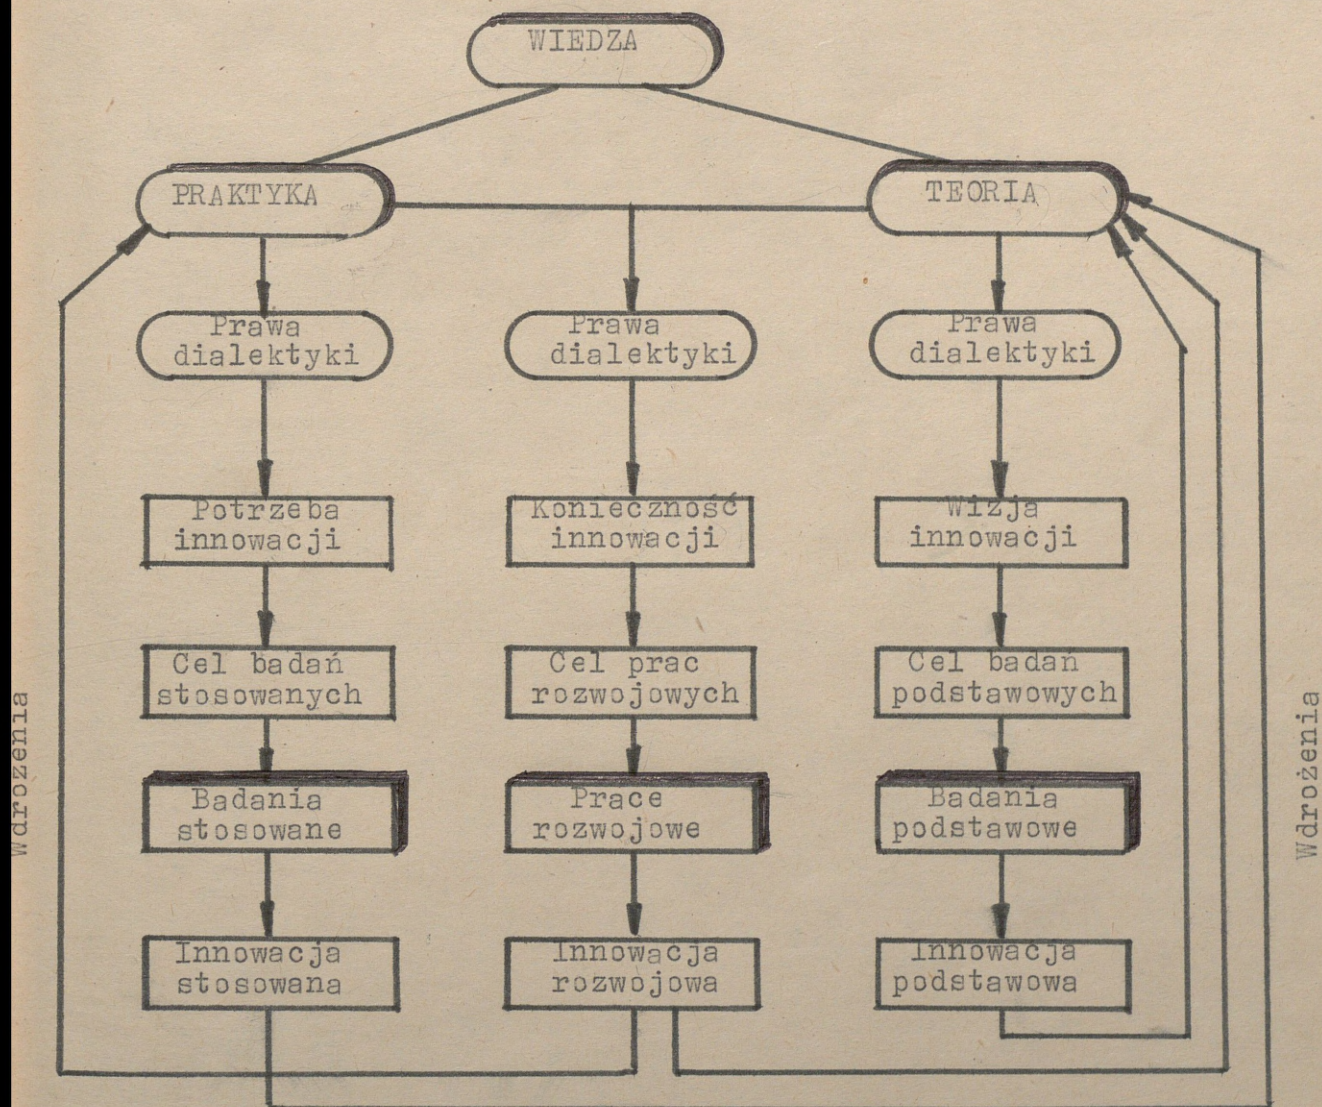 WIEDZA
PRAKTYKA
TEORIA
Prawa
dialektyki
Prawa
dialektyki
Prawa
dialektyki
Potrzeba
innowacji
Konieczność
innowacji
Wizja
innowacji
Cel badań
stosowanych
Cel prac
rozwojowych
Cel badań
podstawowych
Badania
stosowane
Prace
rozwojowe
Badania
podstawowe
Innowacja
stosowana
Innowacja
rozwojowa
Innowacja
podstawowa
Wdrożenia
Wdrożenia